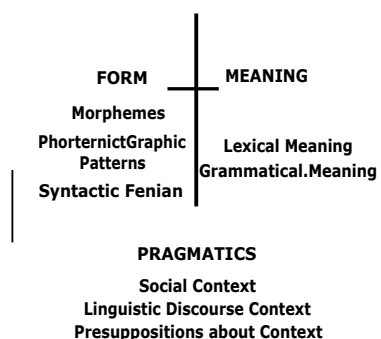 FORM
MEANING
Morphemes
PhorternictGraphic
Patterns
Syntactic Fenian
Lexical Meaning
Grammatical.Meaning
PRAGMATICS
Social Context
Linguistic Discourse Context
Presuppositions about Context